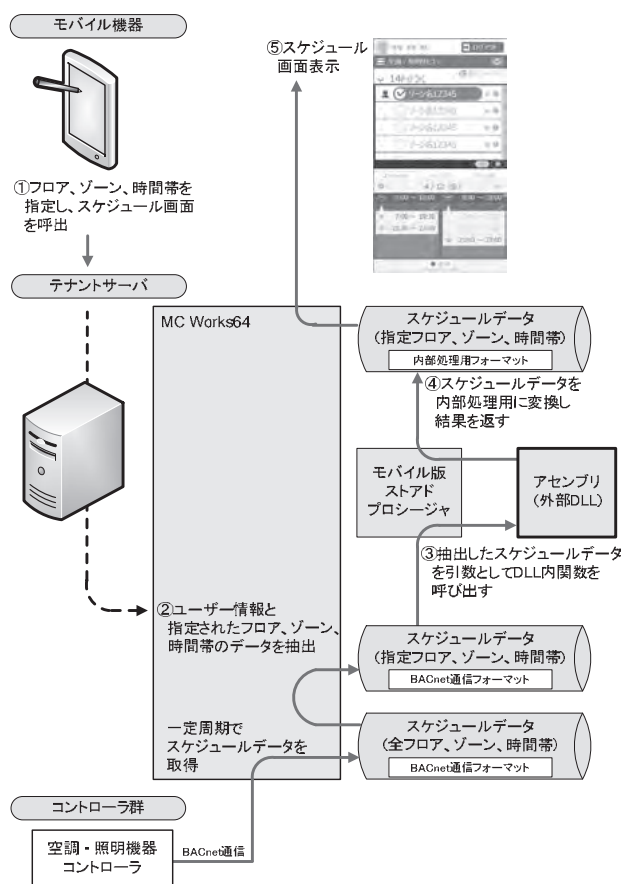 モバイル機器
⑤スケジュール
画面表示
①フロア、ゾーン、時間帯を
指定し、スケジュール画面
を呼出
テナントサーバ
MC Works64
スケジュールデータ
(指定フロア、ゾーン、時間帯)
内部処理用フォーマット
④スケジュールデータを
内部処理用に変換し
結果を返す
モバイル版
ストアド
プロシージャ
アセンブリ
(外部DLL)
③抽出したスケジュールデータ
を引数としてDLL内関数を
呼び出す
②ユーザー情報と
指定されたフロア、ゾーン、
時間帯のデータを抽出
スケジュールデータ
(指定フロア、ゾーン、時間帯)
BACnet通信フォーマット
一定周期で
スケジュールデータを
取得
スケジュールデータ
(全フロア、ゾーン、時間帯)
BACnet通信フォーマット
コントローラ群
空調・照明機器
コントローラ
BACnet通信